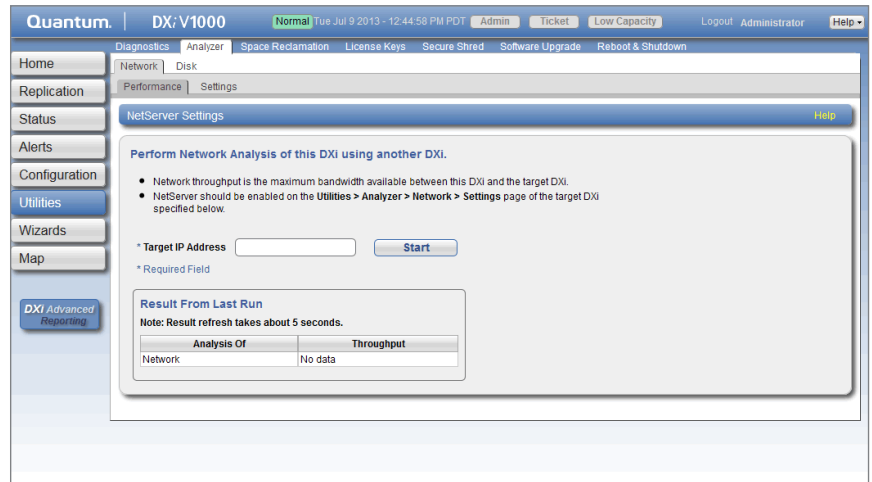 Quantum. DXi V1000 Normal Tue Jul 9 2013 - 12:44:58 PM PDT Admin Ticket Low Capacity Logout Administrator Help
Diagnostics Analyzer Space Reclamation License Keys Secure Shred Software Upgrade Reboot & Shutdown
Home
Replication
Status
Alerts
Configuration
Utilities
Wizards
Map
DXi Advanced
Reporting
Network Disk
Performance Settings
NetServer Settings Help
Perform Network Analysis of this DXi using another DXi.
Network throughput is the maximum bandwidth available between this DXi and the target DXi.
NetServer should be enabled on the Utilities > Analyzer > Network > Settings page of the target DXi
specified below.
* Target IP Address Start
* Required Field
Result From Last Run
Note: Result refresh takes about 5 seconds.
Analysis Of Throughput
Network No data